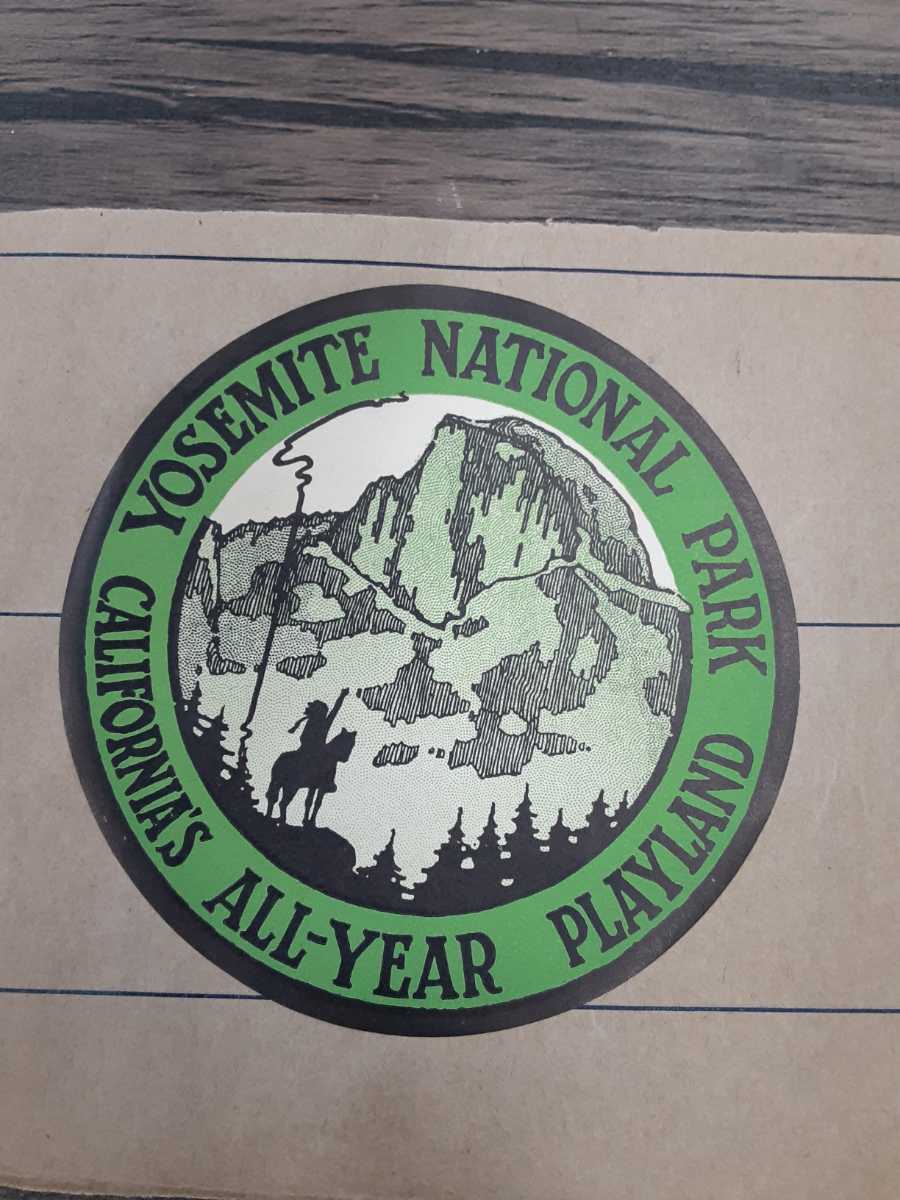 YOSEMITE NATIONAL PARK
CALIFORNIA'S ALL-YEAR PLAYLAND